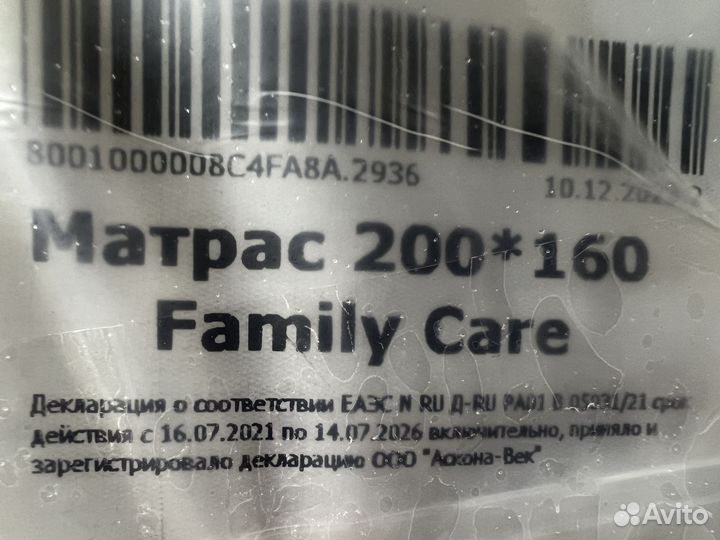 8001000008C4FA8A.2936
Матрас 200*160
Family Care
Декларация о соответствии ЕАЭС N RU Д-RU срок
действия с 16.07.2021 по 14.07.2026 включительно, приняло и
зарегистрировало декларацию ООО "Аскона-Век"
Avito